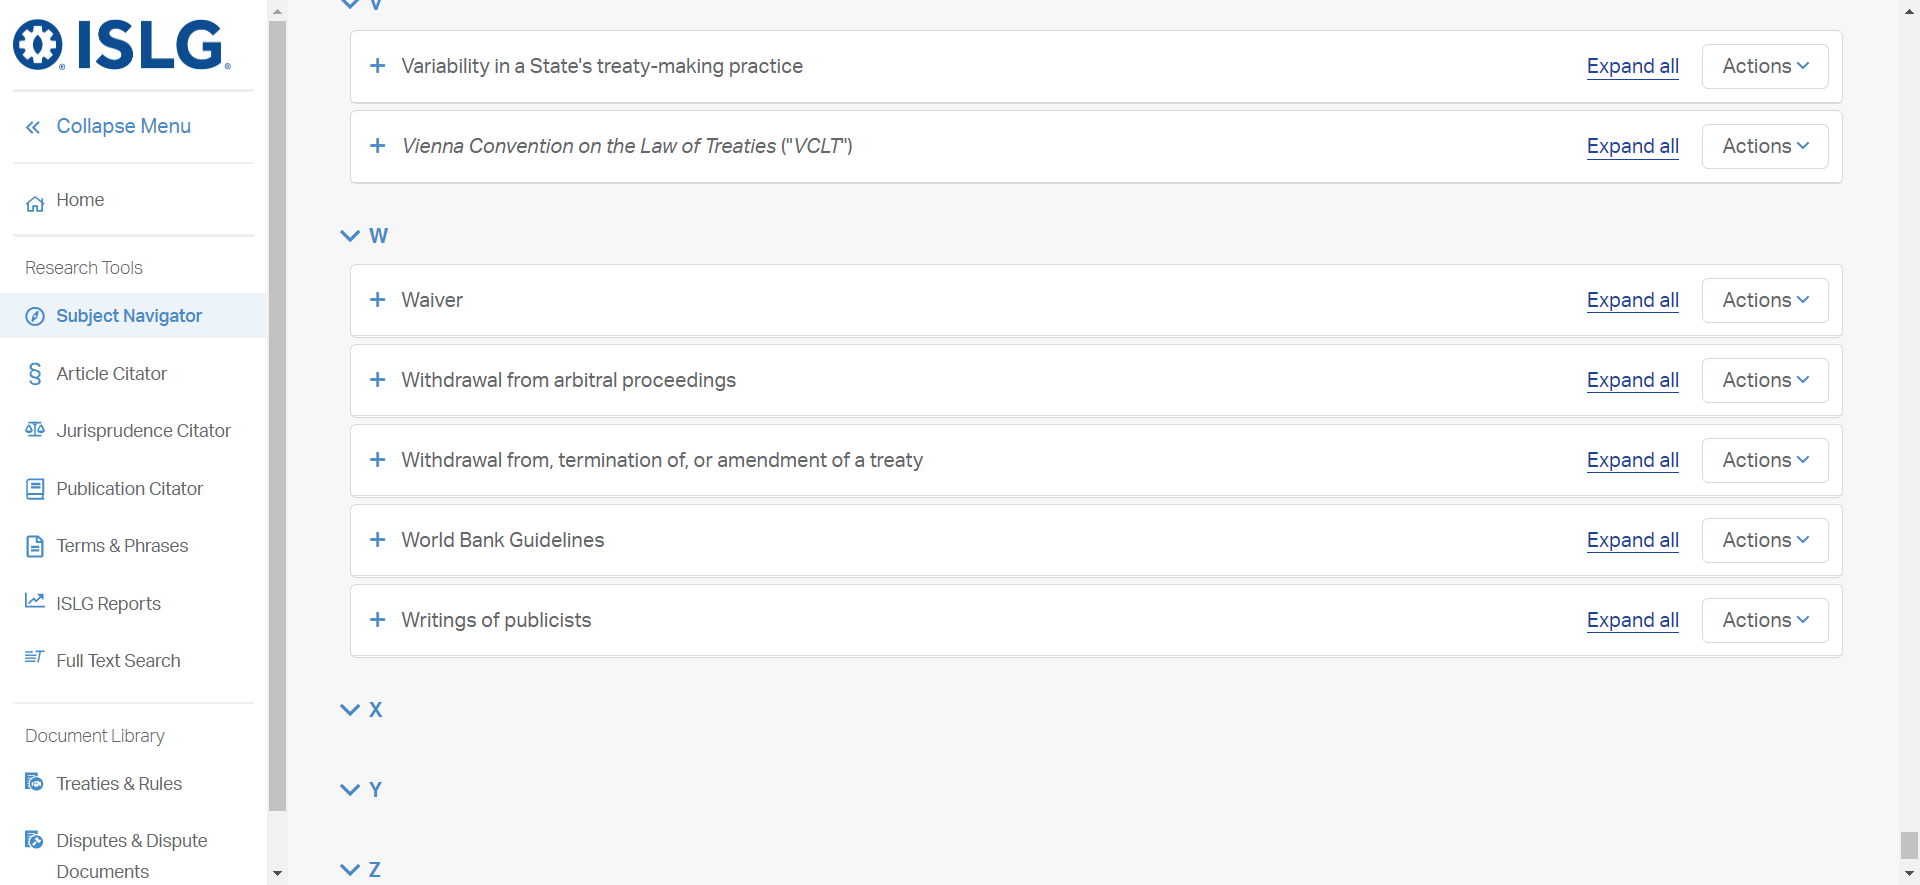 ISLG
Collapse Menu
Home
Research Tools
Subject Navigator
Article Citator
Jurisprudence Citator
Publication Citator
Terms & Phrases
ISLG Reports
Full Text Search
Document Library
Treaties & Rules
Disputes & Dispute
Documents
V
Variability in a State's treaty-making practice Expand all Actions
Vienna Convention on the Law of Treaties ("VCLT") Expand all Actions
W
Waiver Expand all Actions
Withdrawal from arbitral proceedings Expand all Actions
Withdrawal from, termination of, or amendment of a treaty Expand all Actions
World Bank Guidelines Expand all Actions
Writings of publicists Expand all Actions
X
Y
Z